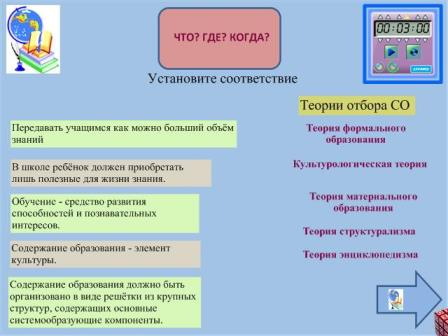 ЧТО? ГДЕ? КОГДА?
00:03:00
Установите соответствие
Теории отбора СО
Передавать учащимся как можно больший объём
знаний
В школе ребёнок должен приобретать
лишь полезные для жизни знания.
Обучение - средство развития
способностей и познавательных
интересов.
Содержание образования - элемент
культуры.
Содержание образования должно быть
организовано в виде решётки из крупных
структур, содержащих основные
системообразующие компоненты.
Теория формального
образования
Культурологическая теория
Теория материального
образования
Теория структурализма
Теория энциклопедизма